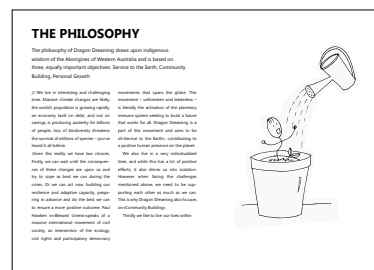 THE PHILOSOPHY
The philosophy of Dragon Dreaming draws upon indigenous
wisdom of the Aborigines of Western Australia and is based on
three, equally important objectives: Service to the Earth, Community
Building, Personal Growth
// We live in interesting and challenging
time. Massive climate changes are likely,
the world's population is growing rapidly,
an economy built on debt, and not on
savings, is producing austerity for billions
of people, loss of biodiversity threatens
the survival of millions of species – you've
heard it all before.
Given this reality we have two choices.
Firstly, we can wait until the consequen-
ces of these changes are upon us and
try to cope as best we can during the
crises. Or we can act now, building our
resilience and adaptive capacity, prepa-
ring in advance and do the best we can
to ensure a more positive outcome. Paul
Hawken in›Blessed Unrest‹speaks of a
massive international movement of civil
society, an intersection of the ecology,
civil rights and participatory democracy
movements that spans the globe. This
movement – unforeseen and leaderless –
is literally the activation of the planetary
immune system seeking to build a future
that works for all. Dragon Dreaming is a
part of this movement and aims to be
of›Service to the Earth‹, contributing to
a positive human presence on the planet.
We also live in a very individualised
time, and while this has a lot of positive
effects, it also drives us into isolation.
However when facing the challenges
mentioned above, we need to be sup-
porting each other as much as we can.
This is why Dragon Dreaming also focuses
on›Community Building‹.
Thirdly we like to live our lives within